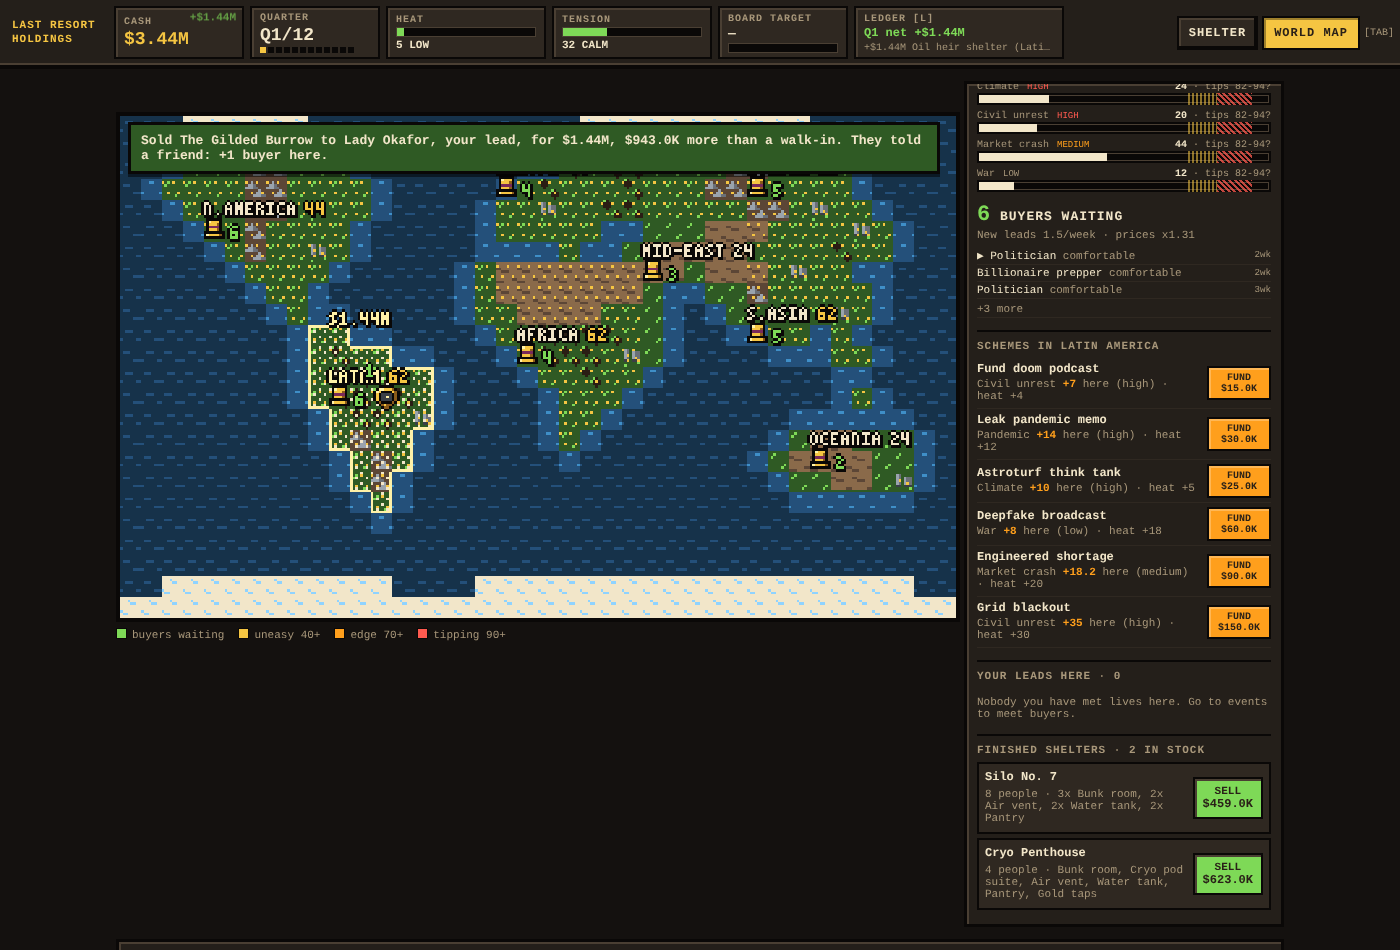 LAST RESORT
HOLDINGS
CASH
+$1.44M
$3.44M
QUARTER
Q1/12
HEAT
5 LOW
TENSION
32 CALM
BOARD TARGET
—
LEDGER [L]
Q1 net +$1.44M
+$1.44M Oil heir shelter (Lati…
SHELTER
WORLD MAP
[TAB]
Sold The Gilded Burrow to Lady Okafor, your lead, for $1.44M, $943.0K more than a walk-in. They told
a friend: +1 buyer here.
4
5
N.AMERICA 44
6
MID-EAST 24
3
$1.44M
S.ASIA 62
5
AFRICA 62
4
62
6
OCEANIA 24
2
buyers waiting
uneasy 40+
edge 70+
tipping 90+
Climate HIGH 24 · tips 82-94?
Civil unrest HIGH 20 · tips 82-94?
Market crash MEDIUM 44 · tips 82-94?
War LOW 12 · tips 82-94?
6 BUYERS WAITING
New leads 1.5/week · prices x1.31
▶ Politician comfortable 2wk
Billionaire prepper comfortable 2wk
Politician comfortable 3wk
+3 more
SCHEMES IN LATIN AMERICA
Fund doom podcast
Civil unrest +7 here (high) ·
heat +4
FUND
$15.0K
Leak pandemic memo
Pandemic +14 here (high) · heat
+12
FUND
$30.0K
Astroturf think tank
Climate +10 here (high) · heat +5
FUND
$25.0K
Deepfake broadcast
War +8 here (low) · heat +18
FUND
$60.0K
Engineered shortage
Market crash +18.2 here (medium)
· heat +20
FUND
$90.0K
Grid blackout
Civil unrest +35 here (high) ·
heat +30
FUND
$150.0K
YOUR LEADS HERE · 0
Nobody you have met lives here. Go to events
to meet buyers.
FINISHED SHELTERS · 2 IN STOCK
Silo No. 7
8 people · 3x Bunk room, 2x
Air vent, 2x Water tank, 2x
Pantry
SELL
$459.0K
Cryo Penthouse
4 people · Bunk room, Cryo pod
suite, Air vent, Water tank,
Pantry, Gold taps
SELL
$623.0K